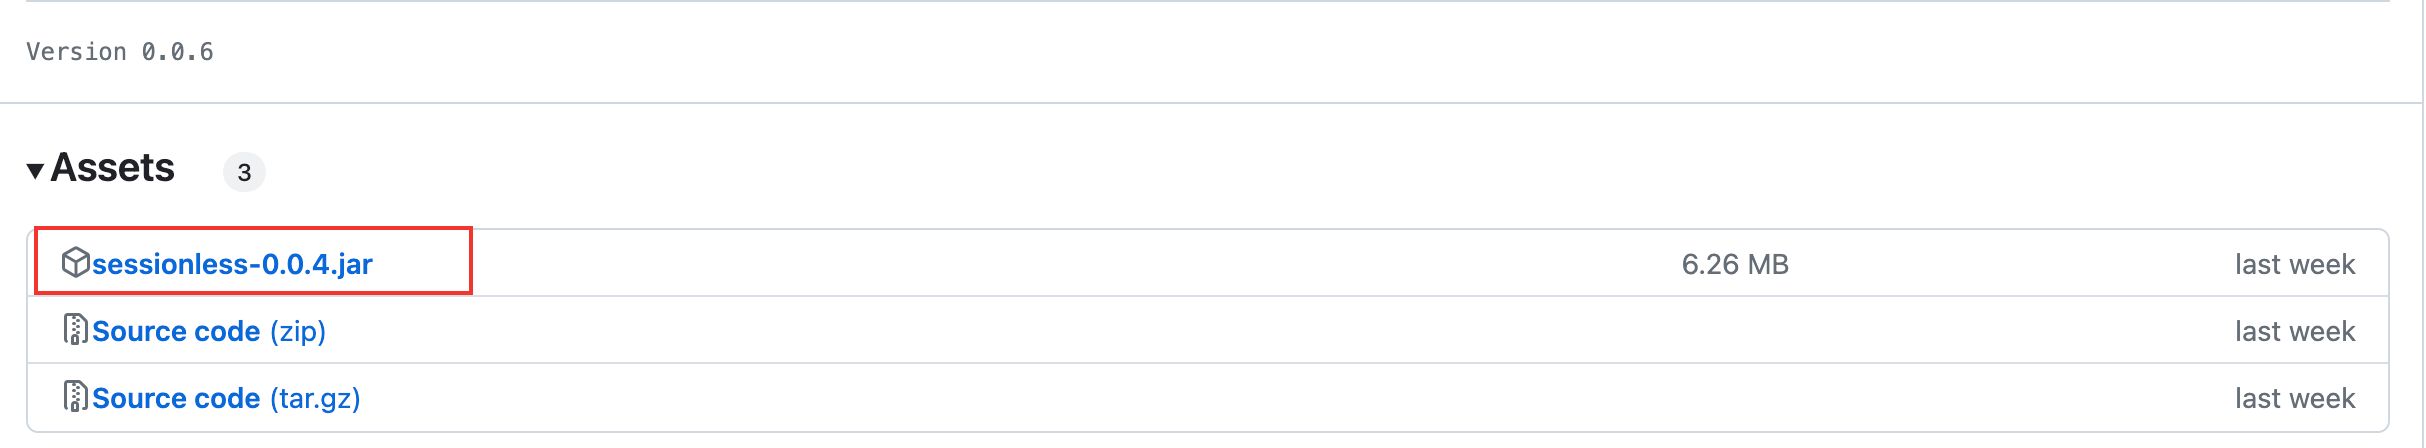 Version 0.0.6
Assets 3
sessionless-0.0.4.jar 6.26 MB last week
Source code (zip) last week
Source code (tar.gz) last week